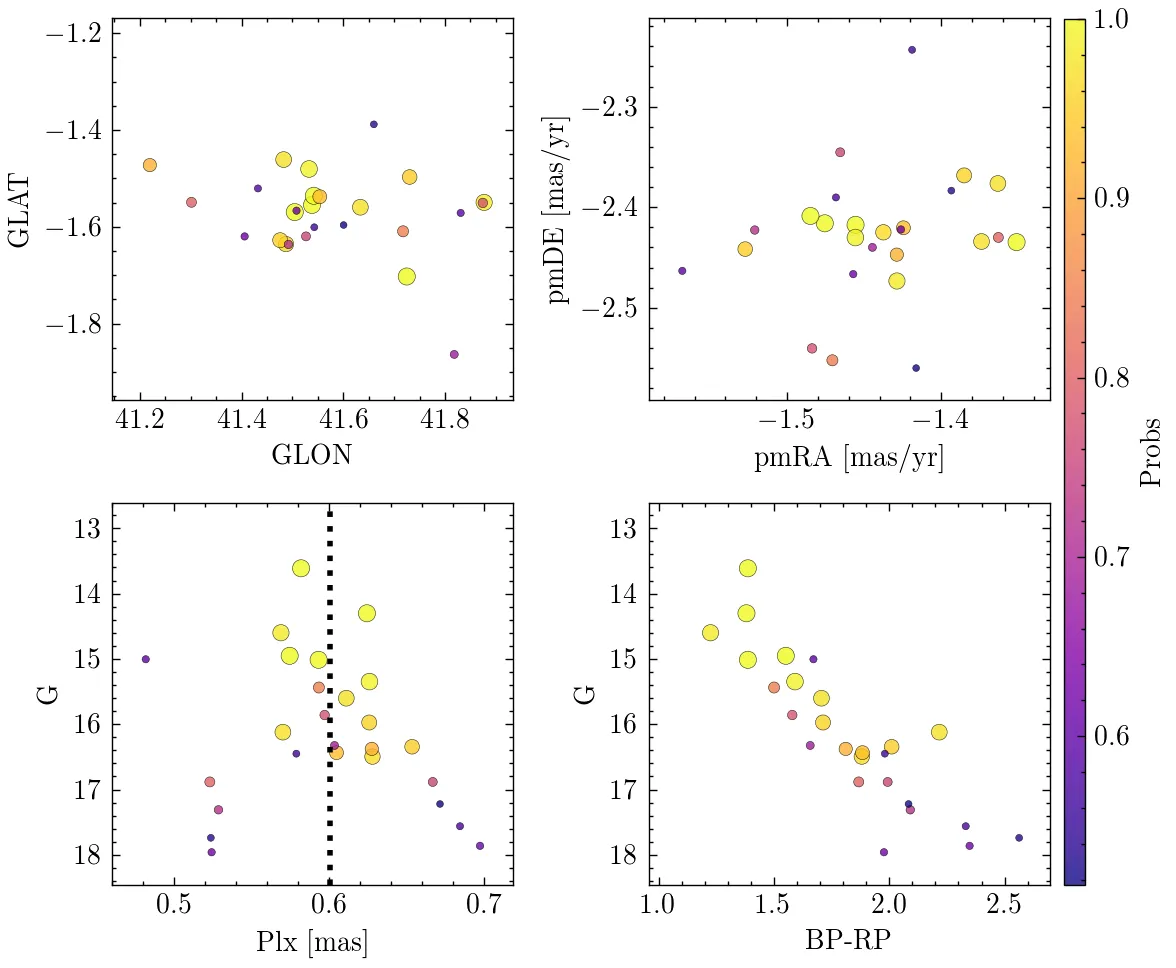 −1.2
−1.4
−1.6
−1.8
GLAT
41.2 41.4 41.6 41.8
GLON
−2.3
−2.4
−2.5
pmDE [mas/yr]
−1.5 −1.4
pmRA [mas/yr]
1.0
0.9
0.8
0.7
0.6
Probs
13
14
15
16
17
18
G
0.5 0.6 0.7
Plx [mas]
13
14
15
16
17
18
G
1.0 1.5 2.0 2.5
BP-RP